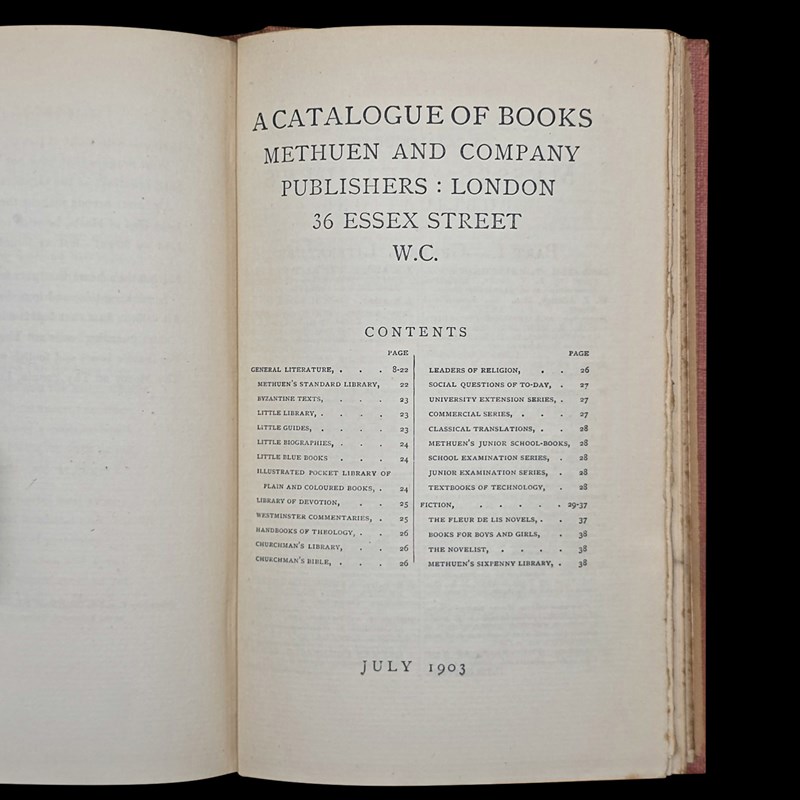 A CATALOGUE OF BOOKS
METHUEN AND COMPANY
PUBLISHERS : LONDON
36 ESSEX STREET
W.C.
CONTENTS
PAGE
GENERAL LITERATURE, . . . 8-22
METHUEN'S STANDARD LIBRARY, 22
BYZANTINE TEXTS, . . . 23
LITTLE LIBRARY, . . . . 23
LITTLE GUIDES, . . . . 23
LITTLE BIOGRAPHIES, . . . 24
LITTLE BLUE BOOKS . . . 24
ILLUSTRATED POCKET LIBRARY OF
PLAIN AND COLOURED BOOKS, . 24
LIBRARY OF DEVOTION, . . 25
WESTMINSTER COMMENTARIES, . 25
HANDBOOKS OF THEOLOGY, . . 26
CHURCHMAN'S LIBRARY, . . 26
CHURCHMAN'S BIBLE, . . . 26
PAGE
LEADERS OF RELIGION, . . 26
SOCIAL QUESTIONS OF TO-DAY, . 27
UNIVERSITY EXTENSION SERIES, . 27
COMMERCIAL SERIES, . . . 27
CLASSICAL TRANSLATIONS, . . 28
METHUEN'S JUNIOR SCHOOL-BOOKS, 28
SCHOOL EXAMINATION SERIES, . 28
JUNIOR EXAMINATION SERIES, . 28
TEXTBOOKS OF TECHNOLOGY, . 28
FICTION, . . . . . 29-37
THE FLEUR DE LIS NOVELS, . . 37
BOOKS FOR BOYS AND GIRLS, . 38
THE NOVELIST, . . . . 38
METHUEN'S SIXPENNY LIBRARY, . 38
JULY 1903